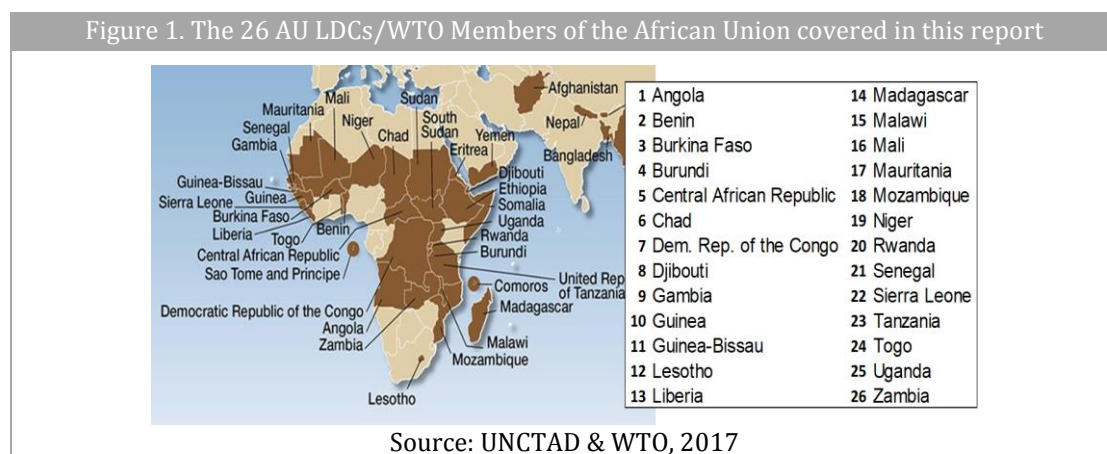 Figure 1. The 26 AU LDCs/WTO Members of the African Union covered in this report
Mauritania
Mali
Niger
Chad
Sudan
South
Sudan
Eritrea
Yemen
Afghanistan
Nepal
Bangladesh
Senegal
Gambia
Guinea-Bissau
Guinea
Sierra Leone
Burkina Faso
Liberia
Togo
Benin
Central African Republic
Sao Tome and Principe
Djibouti
Ethiopia
Somalia
Uganda
Rwanda
Burundi
United Rep
of Tanzania
Comoros
Madagascar
Democratic Republic of the Congo
Angola
Zambia
Malawi
Mozambique
Lesotho
1 Angola
2 Benin
3 Burkina Faso
4 Burundi
5 Central African Republic
6 Chad
7 Dem. Rep. of the Congo
8 Djibouti
9 Gambia
10 Guinea
11 Guinea-Bissau
12 Lesotho
13 Liberia
14 Madagascar
15 Malawi
16 Mali
17 Mauritania
18 Mozambique
19 Niger
20 Rwanda
21 Senegal
22 Sierra Leone
23 Tanzania
24 Togo
25 Uganda
26 Zambia
Source: UNCTAD & WTO, 2017